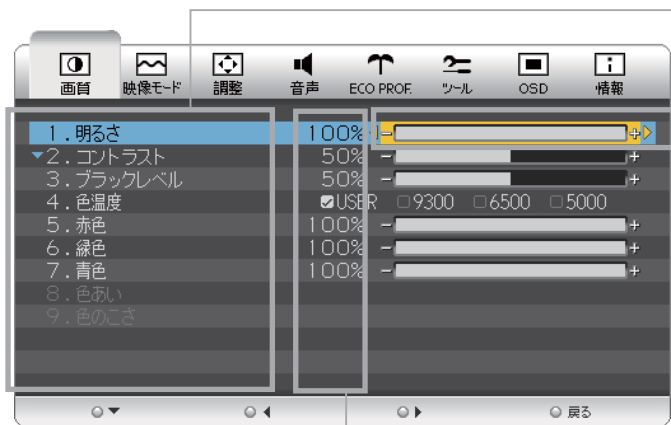 画質 映像モード 調整 音声 ECO PROF. ツール OSD 情報
1.明るさ 100%
2.コントラスト 50%
3.ブラックレベル 50%
4.色温度 USER 9300 6500 5000
5.赤色 100%
6.緑色 100%
7.青色 100%
8.色あい
9.色のこさ
戻る